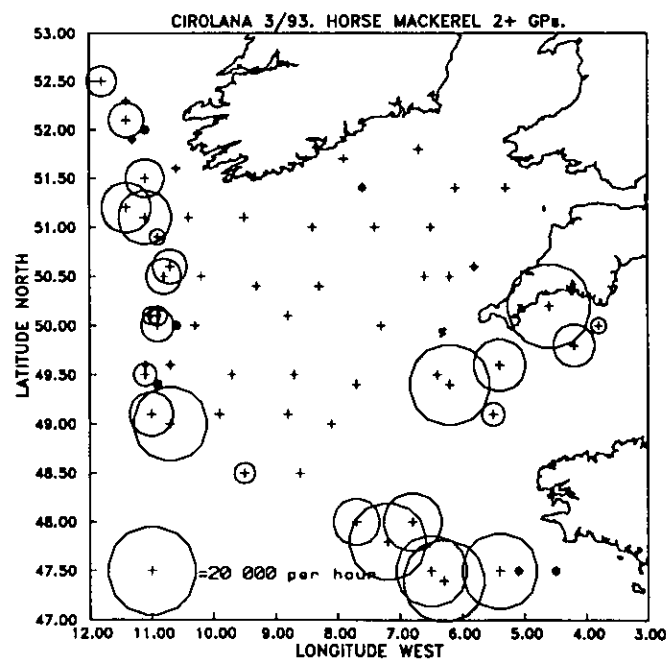 CIROLANA 3/93. HORSE MACKEREL 2+ GPs.
53.00
52.50
52.00
51.50
51.00
50.50
50.00
49.50
49.00
48.50
48.00
47.50
47.00
LATITUDE NORTH
=20 000 per hour
12.00 11.00 10.00 9.00 8.00 7.00 6.00 5.00 4.00 3.00
LONGITUDE WEST